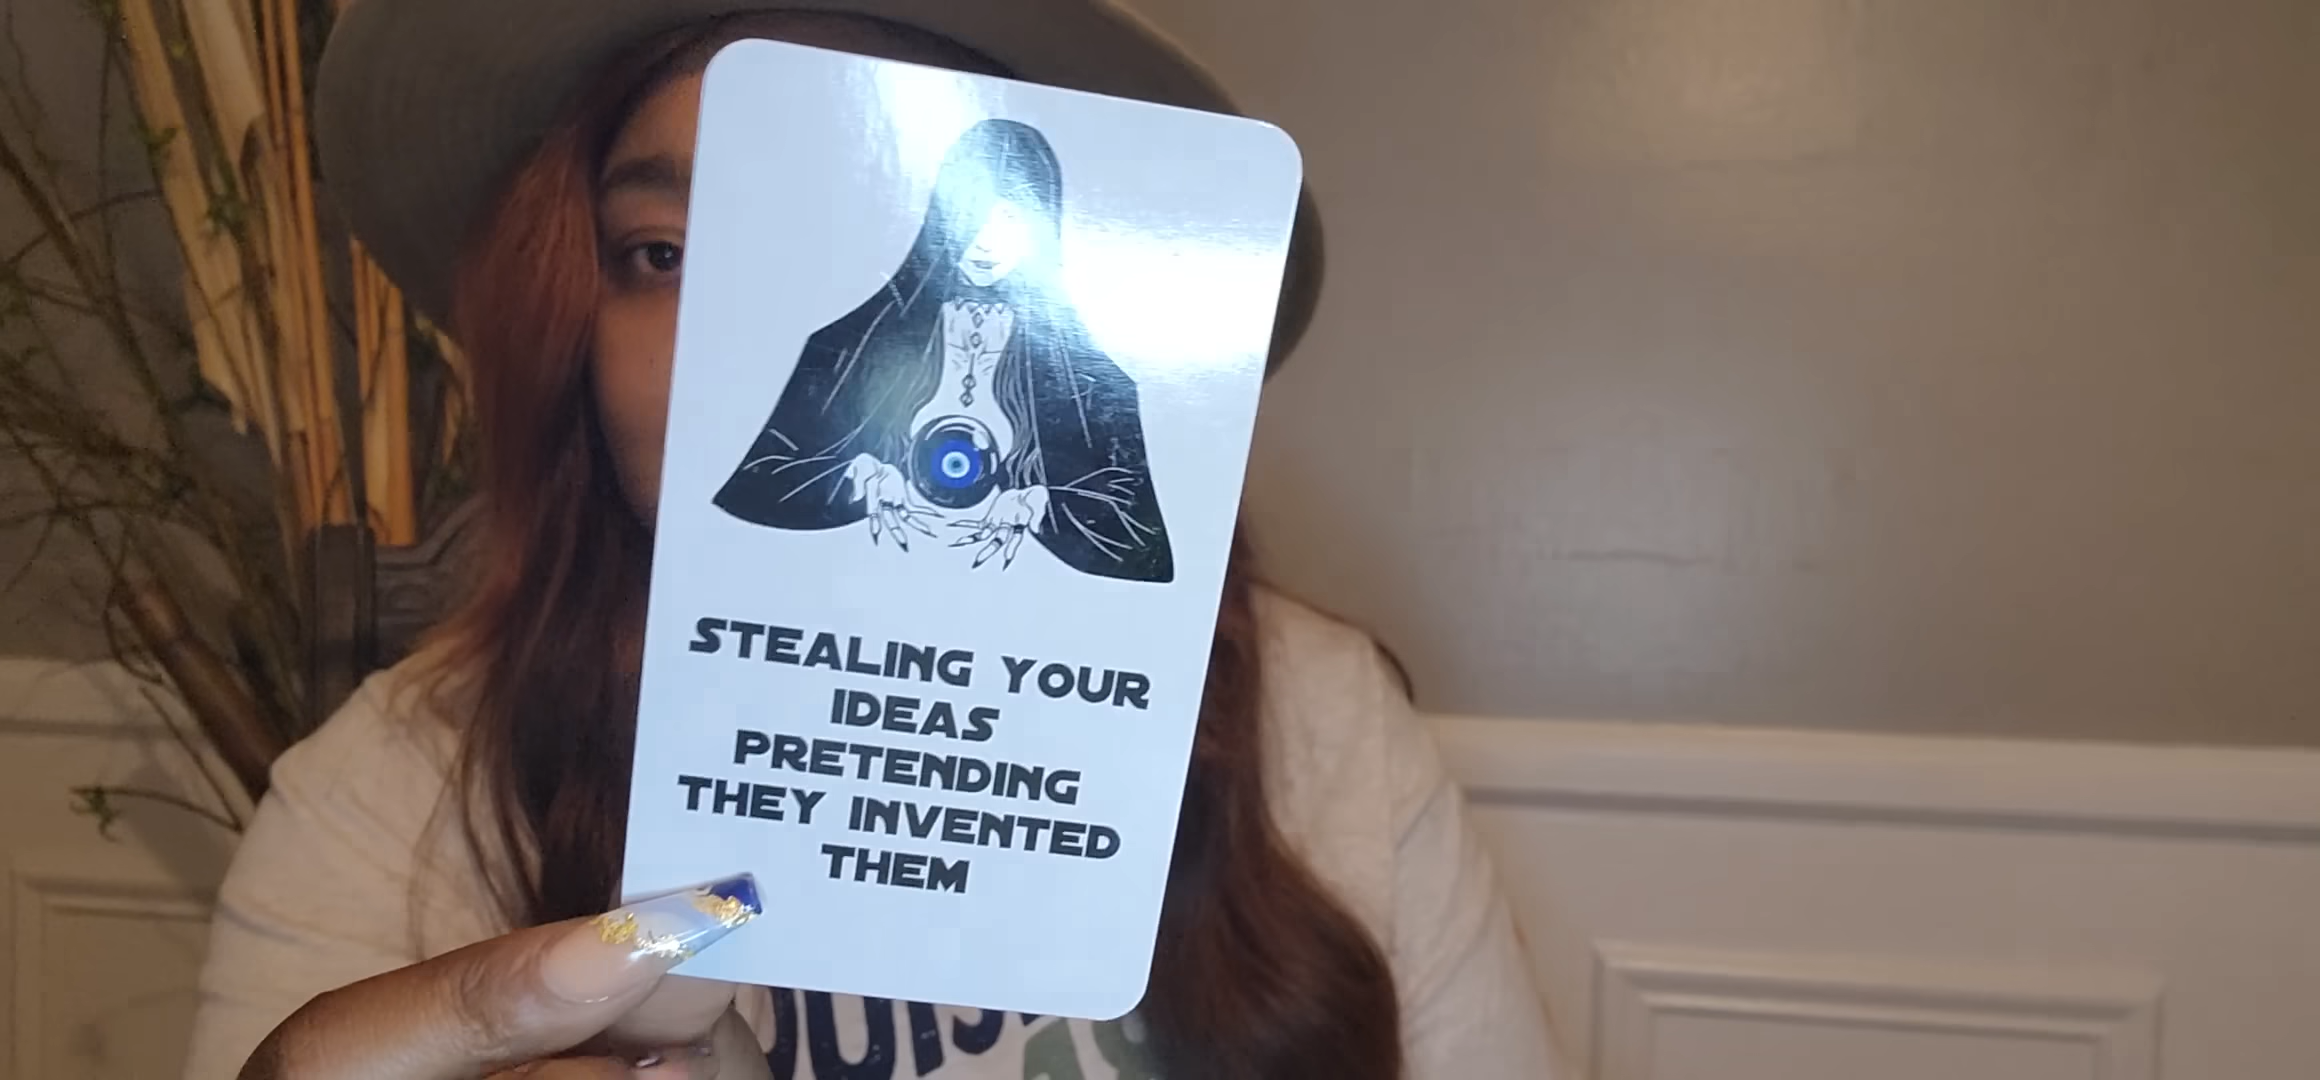 STEALING YOUR
IDEAS
PRETENDING
THEY INVENTED
THEM